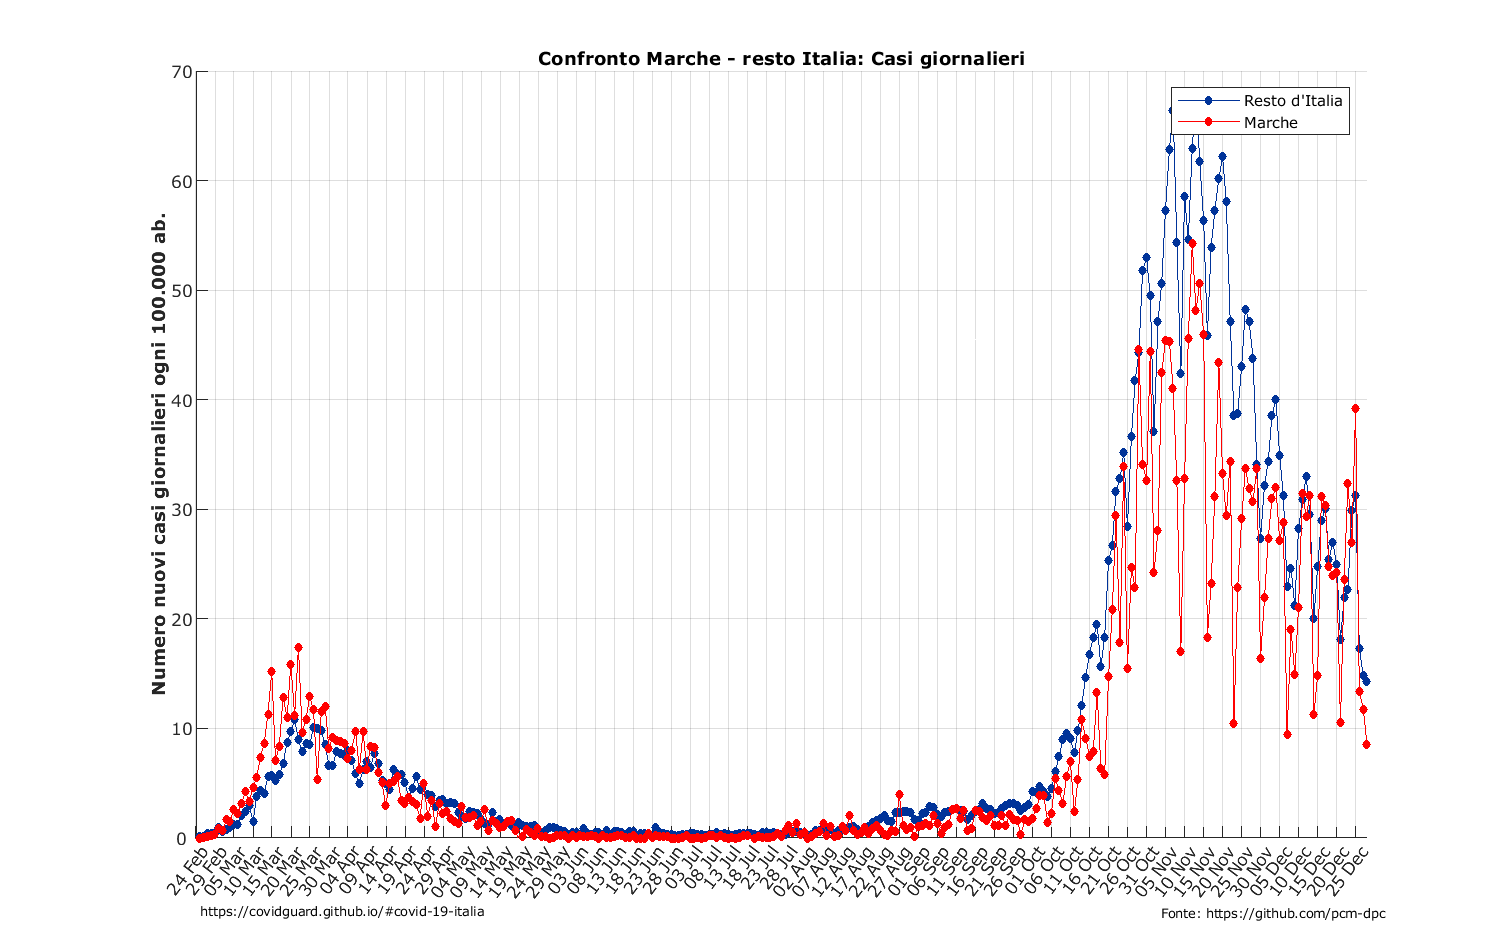 Confronto Marche - resto Italia: Casi giornalieri
Numero nuovi casi giornalieri ogni 100.000 ab.
70
60
50
40
30
20
10
0
Resto d'Italia
Marche
24 Feb
29 Feb
05 Mar
10 Mar
15 Mar
20 Mar
25 Mar
30 Mar
04 Apr
09 Apr
14 Apr
19 Apr
24 Apr
29 Apr
04 May
09 May
14 May
19 May
24 May
29 May
03 Jun
08 Jun
13 Jun
18 Jun
23 Jun
28 Jun
03 Jul
08 Jul
13 Jul
18 Jul
23 Jul
28 Jul
02 Aug
07 Aug
12 Aug
17 Aug
22 Aug
27 Aug
01 Sep
06 Sep
11 Sep
16 Sep
21 Sep
26 Sep
01 Oct
06 Oct
11 Oct
16 Oct
21 Oct
26 Oct
31 Oct
05 Nov
10 Nov
15 Nov
20 Nov
25 Nov
30 Nov
05 Dec
10 Dec
15 Dec
20 Dec
25 Dec
https://covidguard.github.io/#covid-19-italia
Fonte: https://github.com/pcm-dpc